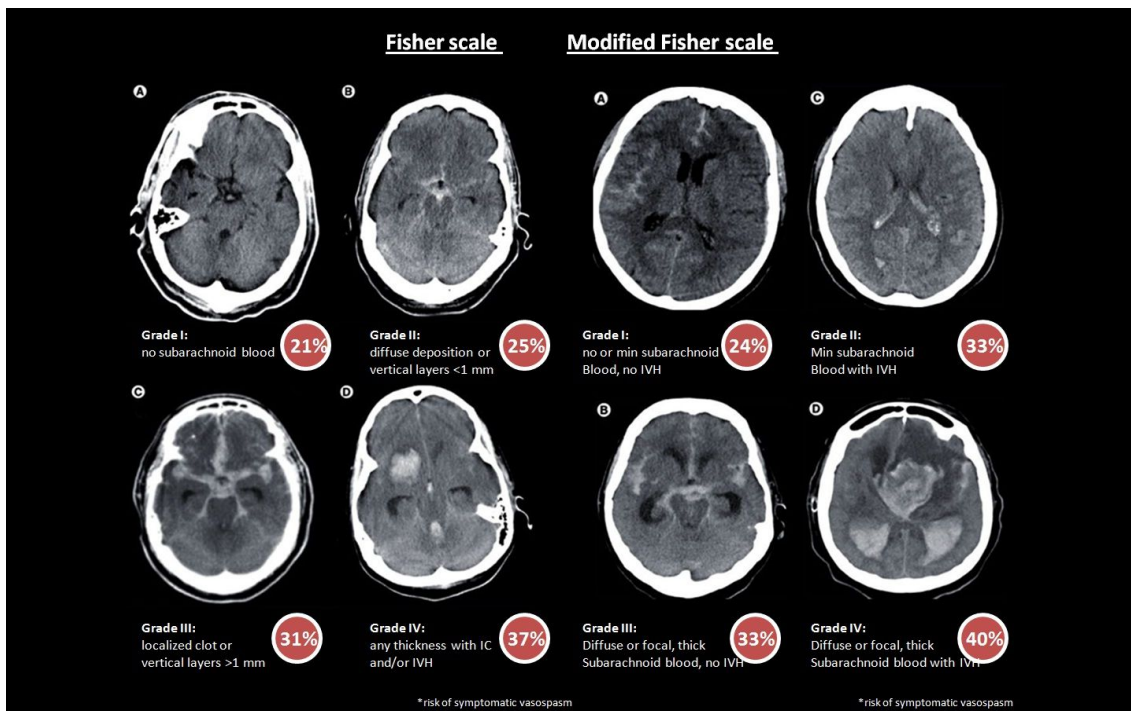 Fisher scale
Modified Fisher scale
A
B
A
C
Grade I:
no subarachnoid blood
21%
Grade II:
diffuse deposition or
vertical layers <1 mm
25%
Grade I:
no or min subarachnoid
Blood, no IVH
24%
Grade II:
Min subarachnoid
Blood with IVH
33%
C
D
B
D
Grade III:
localized clot or
vertical layers >1 mm
31%
Grade IV:
any thickness with IC
and/or IVH
37%
Grade III:
Diffuse or focal, thick
Subarachnoid blood, no IVH
33%
Grade IV:
Diffuse or focal, thick
Subarachnoid blood with IVH
40%
*risk of symptomatic vasospasm
*risk of symptomatic vasospasm